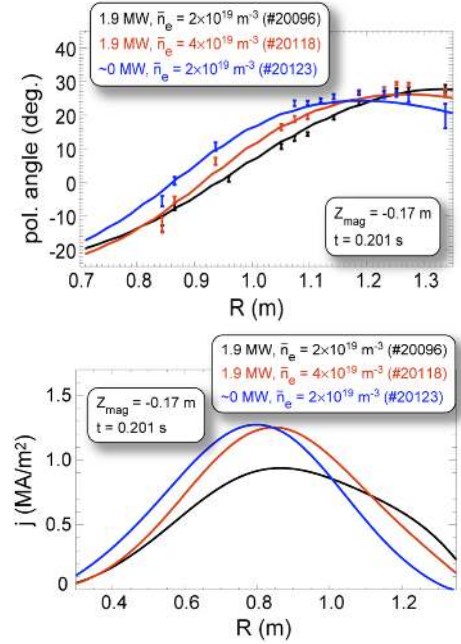 1.9 MW, n̄e = 2×10¹⁹ m⁻³ (#20096)
1.9 MW, n̄e = 4×10¹⁹ m⁻³ (#20118)
~0 MW, n̄e = 2×10¹⁹ m⁻³ (#20123)
40
30
20
10
0
-10
-20
pol. angle (deg.)
Zmag = -0.17 m
t = 0.201 s
0.7 0.8 0.9 1.0 1.1 1.2 1.3
R (m)
1.9 MW, n̄e = 2×10¹⁹ m⁻³ (#20096)
1.9 MW, n̄e = 4×10¹⁹ m⁻³ (#20118)
~0 MW, n̄e = 2×10¹⁹ m⁻³ (#20123)
Zmag = -0.17 m
t = 0.201 s
1.5
1.0
0.5
0
j (MA/m²)
0.4 0.6 0.8 1.0 1.2
R (m)